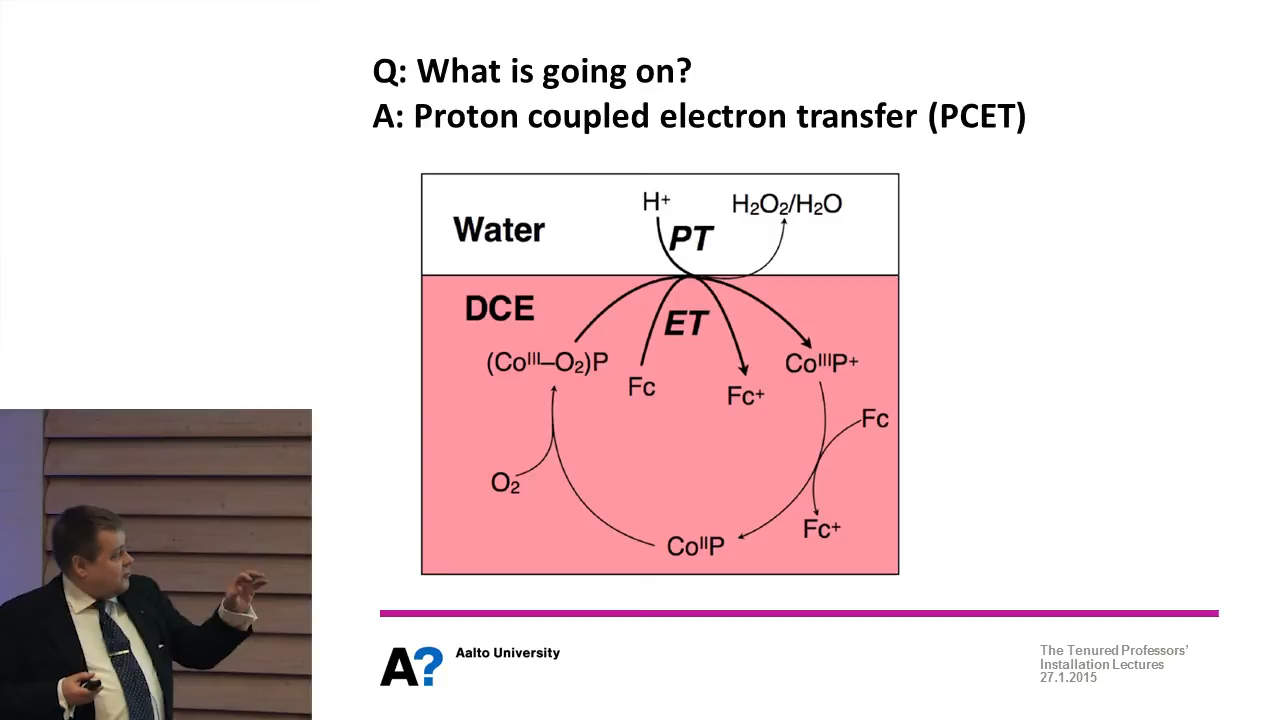 Q: What is going on?
A: Proton coupled electron transfer (PCET)
H+
H₂O₂/H₂O
Water
PT
DCE
ET
(Coᴵᴵᴵ–O₂)P
Fc
Fc+
CoᴵᴵᴵP+
Fc
O₂
Fc+
CoᴵᴵP
A?
Aalto University
The Tenured Professors'
Installation Lectures
27.1.2015